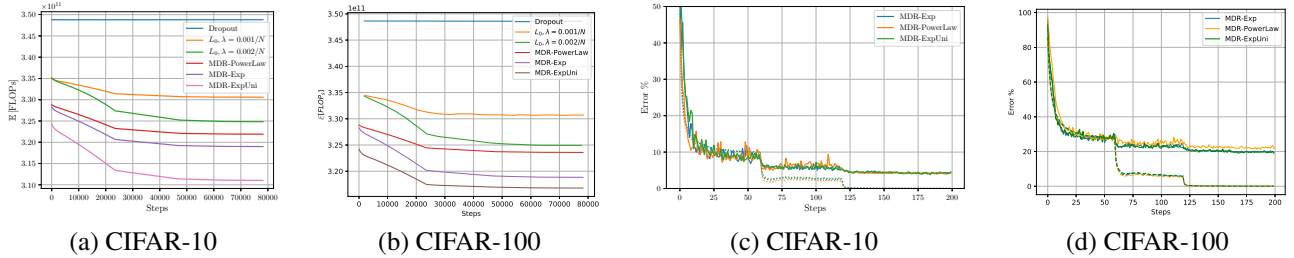 3.50 ×10¹¹
3.45
3.40
3.35
3.30
3.25
3.20
3.15
3.10
𝔼 [FLOPs]
0 10000 20000 30000 40000 50000 60000 70000 80000
Steps
Dropout
L₀, λ = 0.001/N
L₀, λ = 0.002/N
MDR-PowerLaw
MDR-Exp
MDR-ExpUni
(a) CIFAR-10
3.50 1e11
3.45
3.40
3.35
3.30
3.25
3.20
0 10000 20000 30000 40000 50000 60000 70000 80000
Steps
Dropout
L₀, λ = 0.001/N
L₀, λ = 0.002/N
MDR-PowerLaw
MDR-Exp
MDR-ExpUni
(b) CIFAR-100
50
40
30
20
10
0
Error %
0 25 50 75 100 125 150 175 200
Steps
MDR-Exp
MDR-PowerLaw
MDR-ExpUni
(c) CIFAR-10
100
80
60
40
20
0
Error %
0 25 50 75 100 125 150 175 200
Steps
MDR-Exp
MDR-PowerLaw
MDR-ExpUni
(d) CIFAR-100